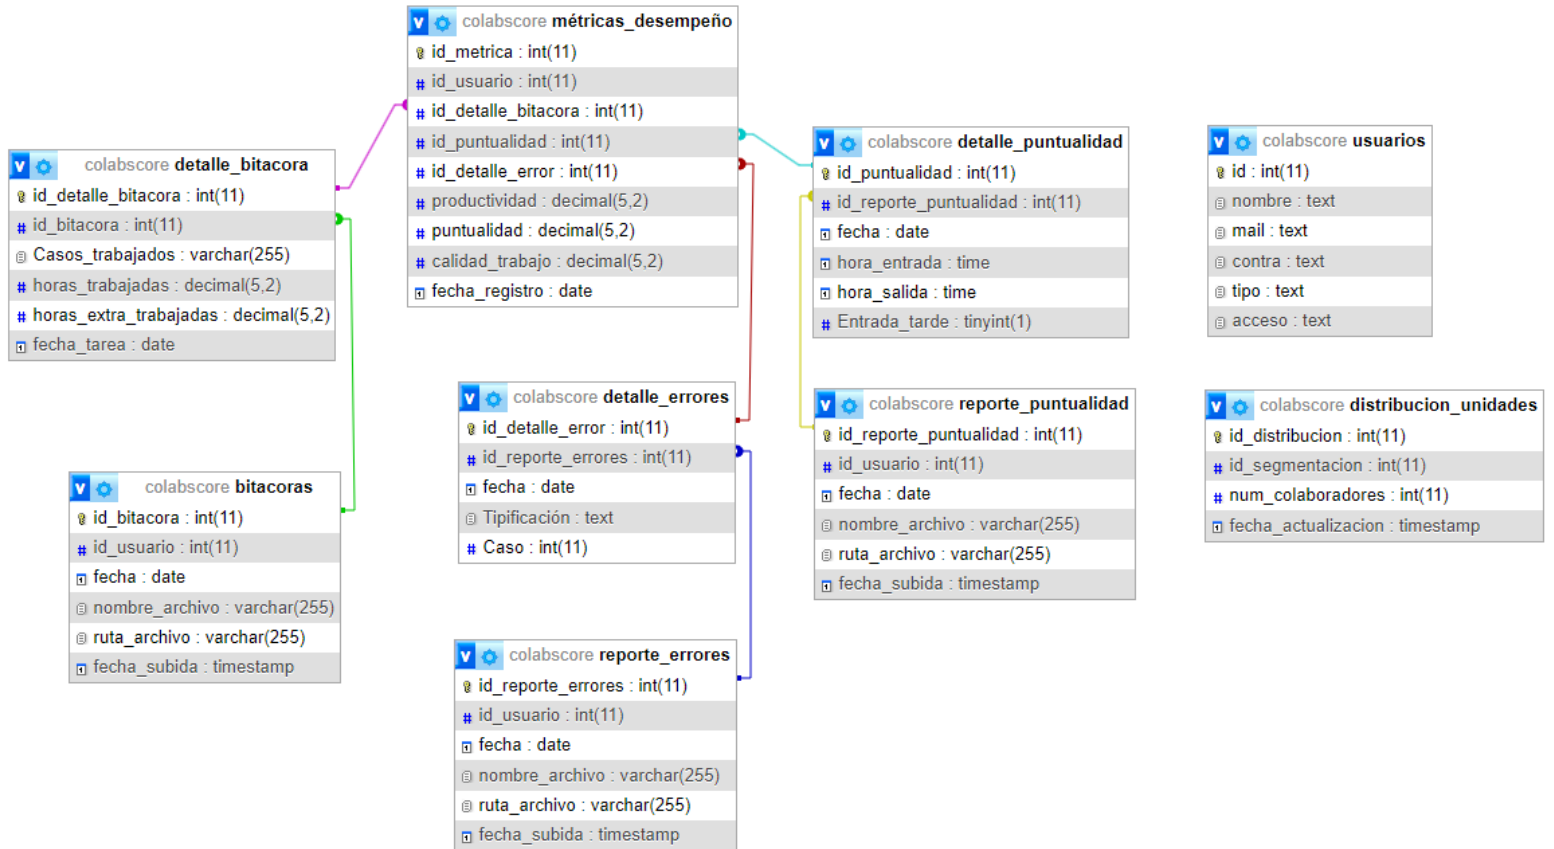 colabscore métricas_desempeño
id_metrica : int(11)
id_usuario : int(11)
id_detalle_bitacora : int(11)
id_puntualidad : int(11)
id_detalle_error : int(11)
productividad : decimal(5,2)
puntualidad : decimal(5,2)
calidad_trabajo : decimal(5,2)
fecha_registro : date
colabscore detalle_bitacora
id_detalle_bitacora : int(11)
id_bitacora : int(11)
Casos_trabajados : varchar(255)
horas_trabajadas : decimal(5,2)
horas_extra_trabajadas : decimal(5,2)
fecha_tarea : date
colabscore detalle_puntualidad
id_puntualidad : int(11)
id_reporte_puntualidad : int(11)
fecha : date
hora_entrada : time
hora_salida : time
Entrada_tarde : tinyint(1)
colabscore usuarios
id : int(11)
nombre : text
mail : text
contra : text
tipo : text
acceso : text
colabscore detalle_errores
id_detalle_error : int(11)
id_reporte_errores : int(11)
fecha : date
Tipificación : text
Caso : int(11)
colabscore reporte_puntualidad
id_reporte_puntualidad : int(11)
id_usuario : int(11)
fecha : date
nombre_archivo : varchar(255)
ruta_archivo : varchar(255)
fecha_subida : timestamp
colabscore distribucion_unidades
id_distribucion : int(11)
id_segmentacion : int(11)
num_colaboradores : int(11)
fecha_actualizacion : timestamp
colabscore bitacoras
id_bitacora : int(11)
id_usuario : int(11)
fecha : date
nombre_archivo : varchar(255)
ruta_archivo : varchar(255)
fecha_subida : timestamp
colabscore reporte_errores
id_reporte_errores : int(11)
id_usuario : int(11)
fecha : date
nombre_archivo : varchar(255)
ruta_archivo : varchar(255)
fecha_subida : timestamp